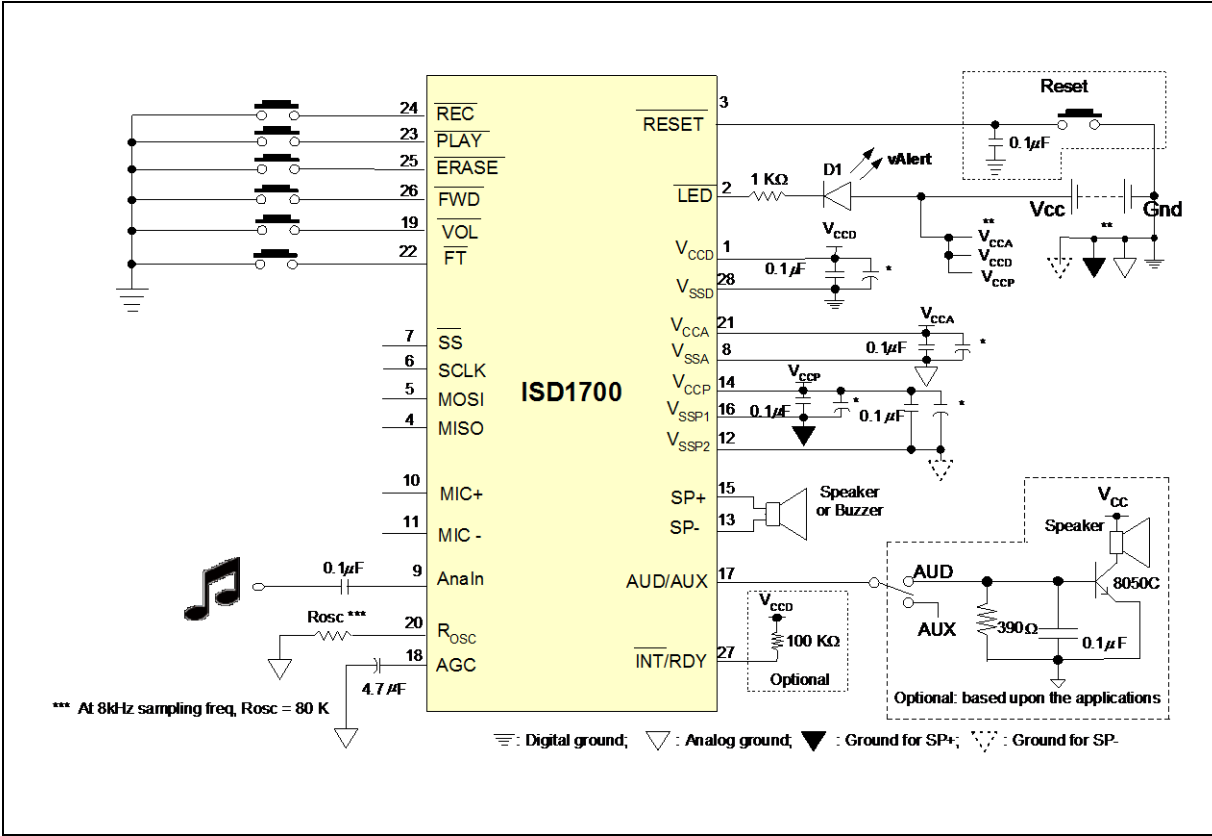 Reset
24
REC
23
PLAY
25
ERASE
26
FWD
19
VOL
22
FT
7
SS
6
SCLK
5
MOSI
4
MISO
10
MIC+
11
MIC -
0.1µF
9
AnaIn
Rosc ***
20
ROSC
18
AGC
4.7 µF
*** At 8kHz sampling freq, Rosc = 80 K
ISD1700
3
RESET
0.1µF
D1
vAlert
1 KΩ
LED
2
Vcc
Gnd
**
VCCA
VCCD
VCCP
**
VCCD
VCCD
1
0.1µF
*
28
VSSD
VCCA
VCCA
21
0.1µF
*
VSSA
8
VCCP
VCCP
14
0.1µF
*
0.1µF
*
VSSP1
16
VSSP2
12
SP+
15
SP-
13
Speaker
or Buzzer
AUD/AUX
17
AUD
AUX
VCC
Speaker
8050C
390Ω
0.1µF
Optional: based upon the applications
VCCD
100 KΩ
INT/RDY
27
Optional
: Digital ground;
: Analog ground;
: Ground for SP+;
: Ground for SP-